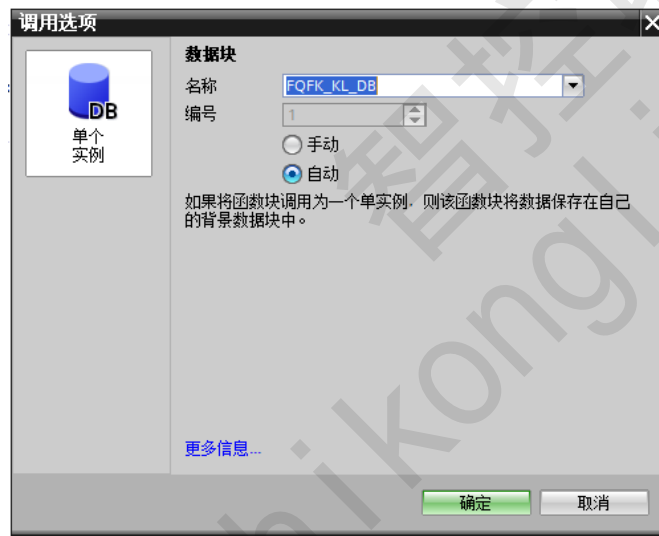 调用选项
数据块
名称 FQFK_KL_DB
编号 1
手动
自动
DB
单个
实例
如果将函数块调用为一个单实例,则该函数块将数据保存在自己
的背景数据块中。
更多信息...
确定 取消
智控
hikong